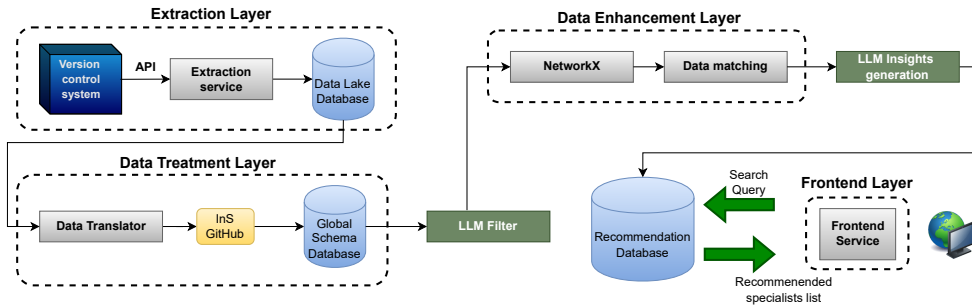 Extraction Layer
Version
control
system
API
Extraction
service
Data Lake
Database
Data Enhancement Layer
NetworkX
Data matching
LLM Insights
generation
Data Treatment Layer
Data Translator
InS
GitHub
Global
Schema
Database
LLM Filter
Recommendation
Database
Search
Query
Recommenended
specialists list
Frontend Layer
Frontend
Service